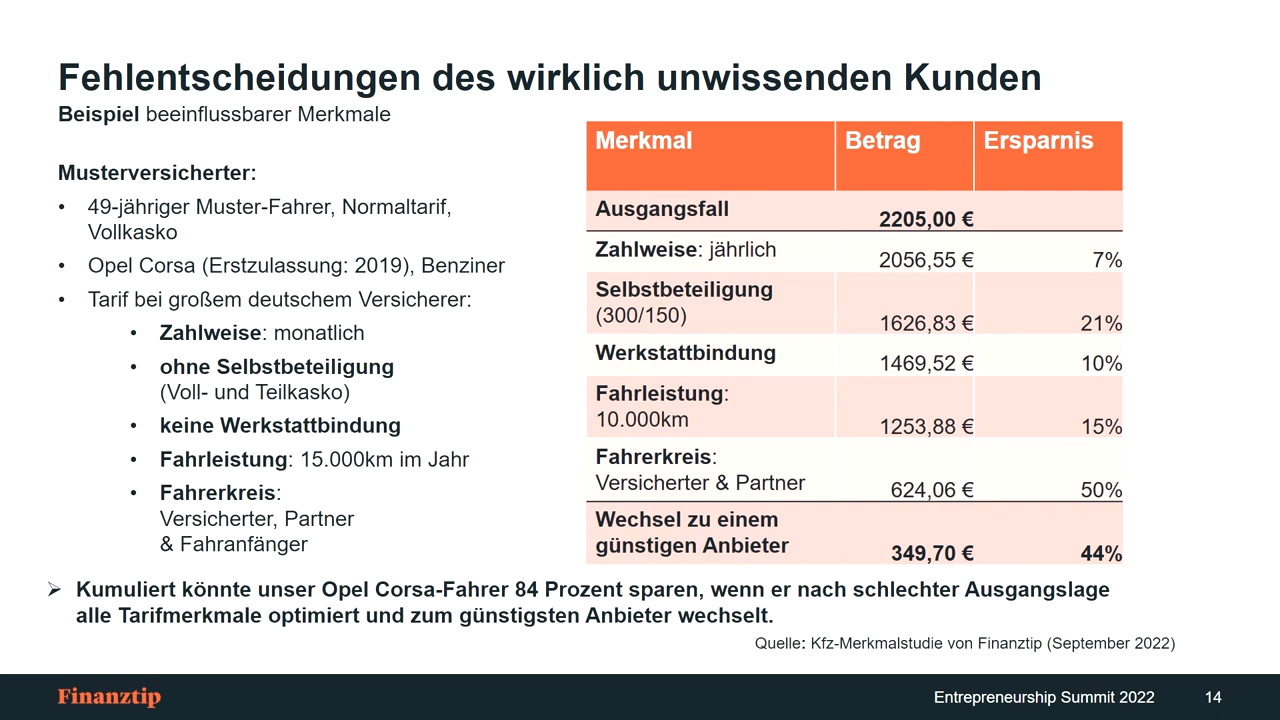 Fehlentscheidungen des wirklich unwissenden Kunden
Beispiel beeinflussbarer Merkmale
Musterversicherter:
• 49-jähriger Muster-Fahrer, Normaltarif,
Vollkasko
• Opel Corsa (Erstzulassung: 2019), Benziner
• Tarif bei großem deutschem Versicherer:
• Zahlweise: monatlich
• ohne Selbstbeteiligung
(Voll- und Teilkasko)
• keine Werkstattbindung
• Fahrleistung: 15.000km im Jahr
• Fahrerkreis:
Versicherter, Partner
& Fahranfänger
Merkmal Betrag Ersparnis
Ausgangsfall 2205,00 €
Zahlweise: jährlich 2056,55 € 7%
Selbstbeteiligung
(300/150) 1626,83 € 21%
Werkstattbindung 1469,52 € 10%
Fahrleistung:
10.000km 1253,88 € 15%
Fahrerkreis:
Versicherter & Partner 624,06 € 50%
Wechsel zu einem
günstigen Anbieter 349,70 € 44%
➢ Kumuliert könnte unser Opel Corsa-Fahrer 84 Prozent sparen, wenn er nach schlechter Ausgangslage
alle Tarifmerkmale optimiert und zum günstigsten Anbieter wechselt.
Quelle: Kfz-Merkmalstudie von Finanztip (September 2022)
Finanztip Entrepreneurship Summit 2022 14